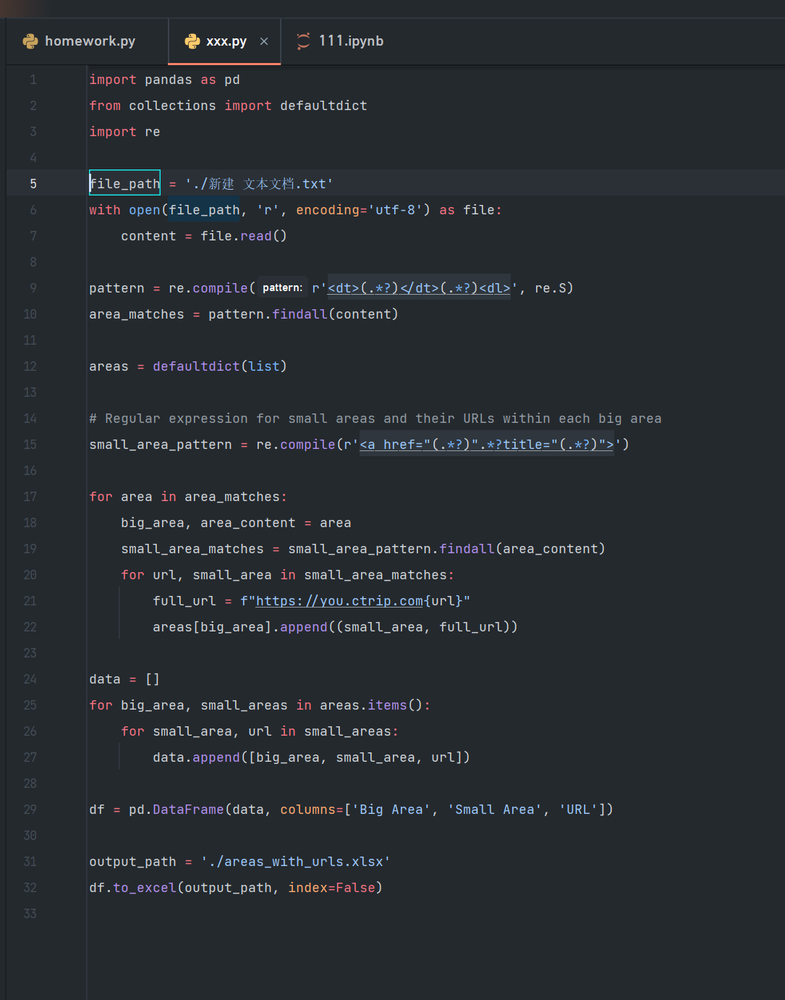 homework.py
xxx.py
111.ipynb
1 import pandas as pd
2 from collections import defaultdict
3 import re
4
5 file_path = './新建 文本文档.txt'
6 with open(file_path, 'r', encoding='utf-8') as file:
7     content = file.read()
8
9 pattern = re.compile( pattern: r'<dt>(.*?)</dt>(.*?)<dl>', re.S)
10 area_matches = pattern.findall(content)
11
12 areas = defaultdict(list)
13
14 # Regular expression for small areas and their URLs within each big area
15 small_area_pattern = re.compile(r'<a href="(.*?)".*?title="(.*?)">')
16
17 for area in area_matches:
18     big_area, area_content = area
19     small_area_matches = small_area_pattern.findall(area_content)
20     for url, small_area in small_area_matches:
21         full_url = f"https://you.ctrip.com{url}"
22         areas[big_area].append((small_area, full_url))
23
24 data = []
25 for big_area, small_areas in areas.items():
26     for small_area, url in small_areas:
27         data.append([big_area, small_area, url])
28
29 df = pd.DataFrame(data, columns=['Big Area', 'Small Area', 'URL'])
30
31 output_path = './areas_with_urls.xlsx'
32 df.to_excel(output_path, index=False)
33